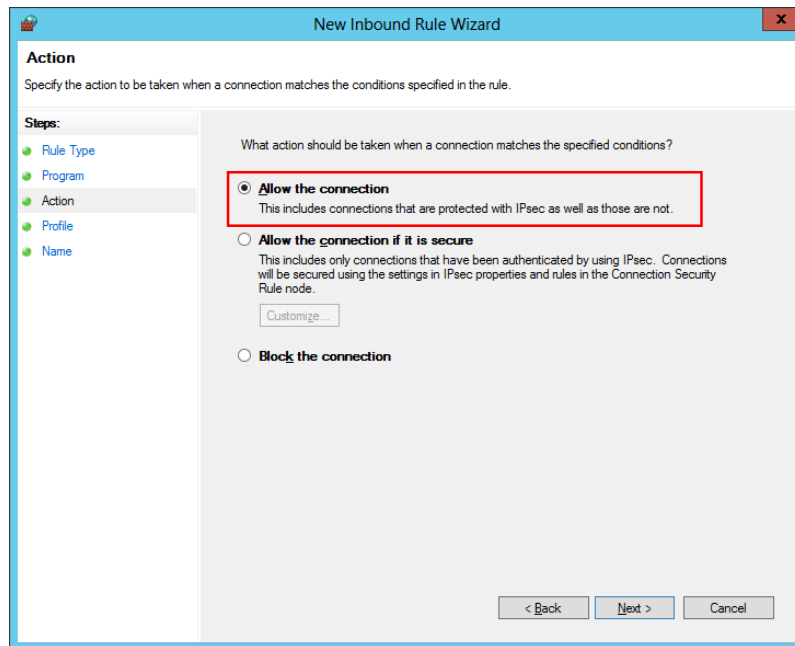 New Inbound Rule Wizard
x
Action
Specify the action to be taken when a connection matches the conditions specified in the rule.
Steps:
Rule Type
Program
Action
Profile
Name
What action should be taken when a connection matches the specified conditions?
Allow the connection
This includes connections that are protected with IPsec as well as those are not.
Allow the connection if it is secure
This includes only connections that have been authenticated by using IPsec. Connections
will be secured using the settings in IPsec properties and rules in the Connection Security
Rule node.
Customize...
Block the connection
< Back
Next >
Cancel